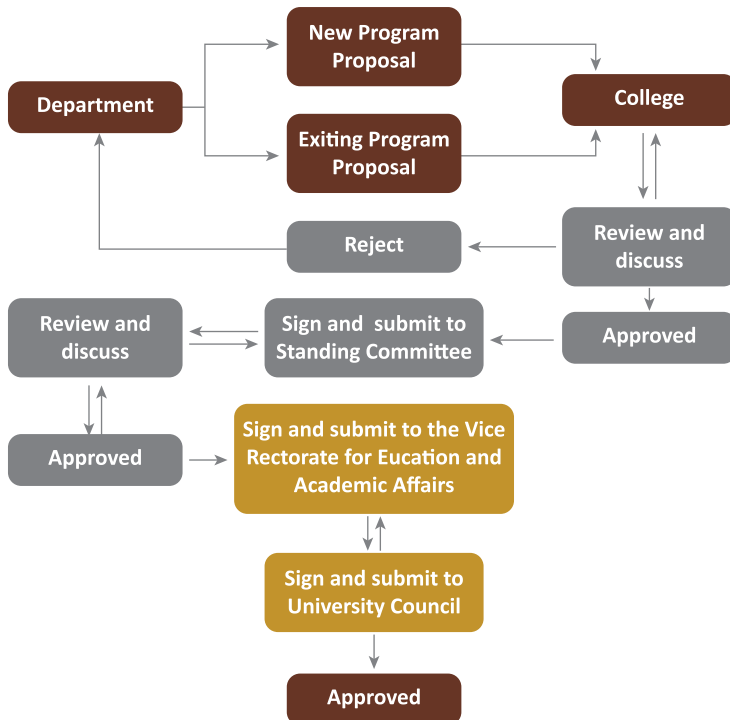 New Program
Proposal
Department
College
Exiting Program
Proposal
Reject
Review and
discuss
Review and
discuss
Sign and submit to
Standing Committee
Approved
Approved
Sign and submit to the Vice
Rectorate for Eucation and
Academic Affairs
Sign and submit to
University Council
Approved